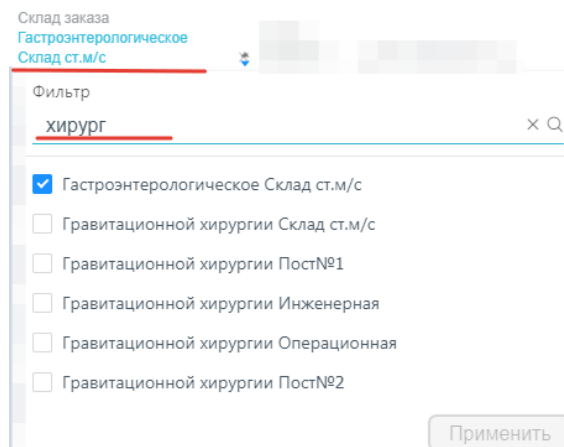 Склад заказа
Гастроэнтерологическое
Склад ст.м/с
Фильтр
хирург
Гастроэнтерологическое Склад ст.м/с
Гравитационной хирургии Склад ст.м/с
Гравитационной хирургии Пост№1
Гравитационной хирургии Инженерная
Гравитационной хирургии Операционная
Гравитационной хирургии Пост№2
Применить